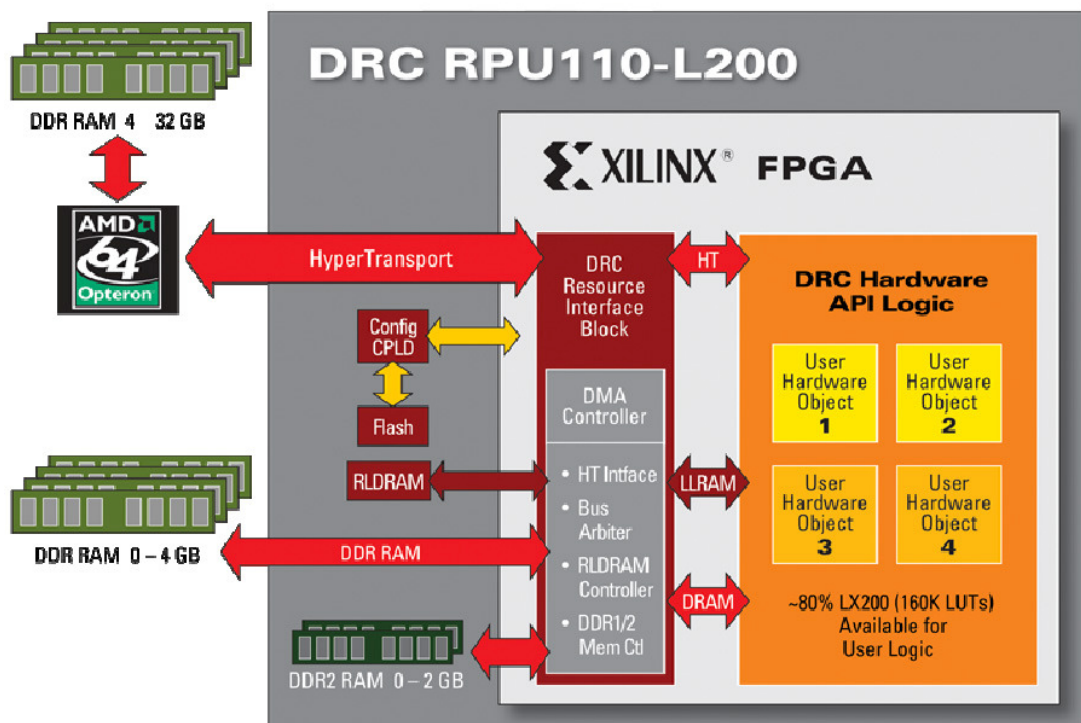 DRC RPU110-L200
DDR RAM 4 32 GB
XILINX® FPGA
AMD
64
Opteron
HyperTransport
DRC
Resource
Interface
Block
HT
DRC Hardware
API Logic
Config
CPLD
Flash
RLDRAM
DMA
Controller
• HT Intface
• Bus
Arbiter
• RLDRAM
Controller
• DDR1/2
Mem Ctl
LLRAM
DRAM
User
Hardware
Object
1
User
Hardware
Object
2
User
Hardware
Object
3
User
Hardware
Object
4
~80% LX200 (160K LUTs)
Available for
User Logic
DDR RAM 0 – 4 GB
DDR RAM
DDR2 RAM 0 – 2 GB